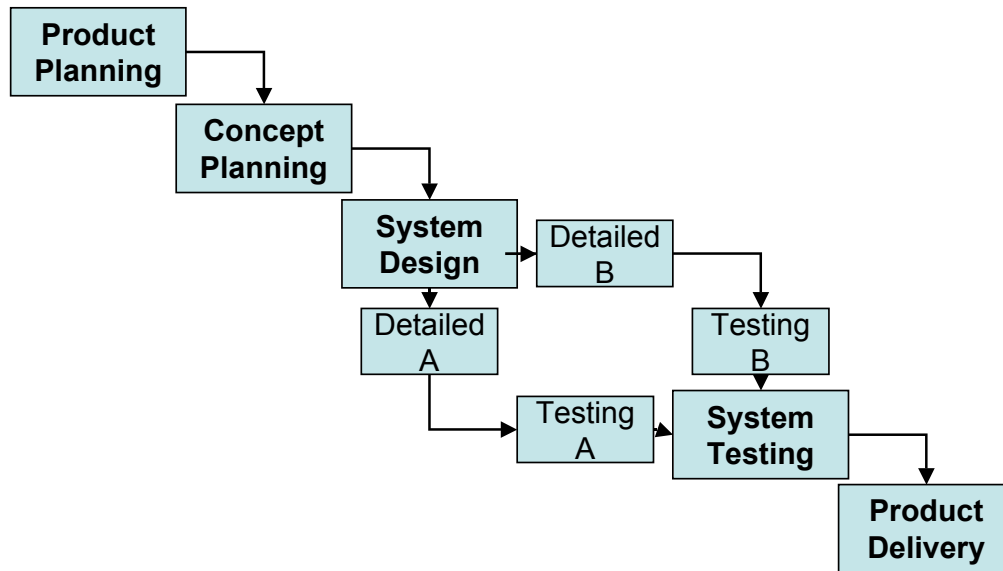 Product
Planning
Concept
Planning
System
Design
Detailed
B
Detailed
A
Testing
B
Testing
A
System
Testing
Product
Delivery